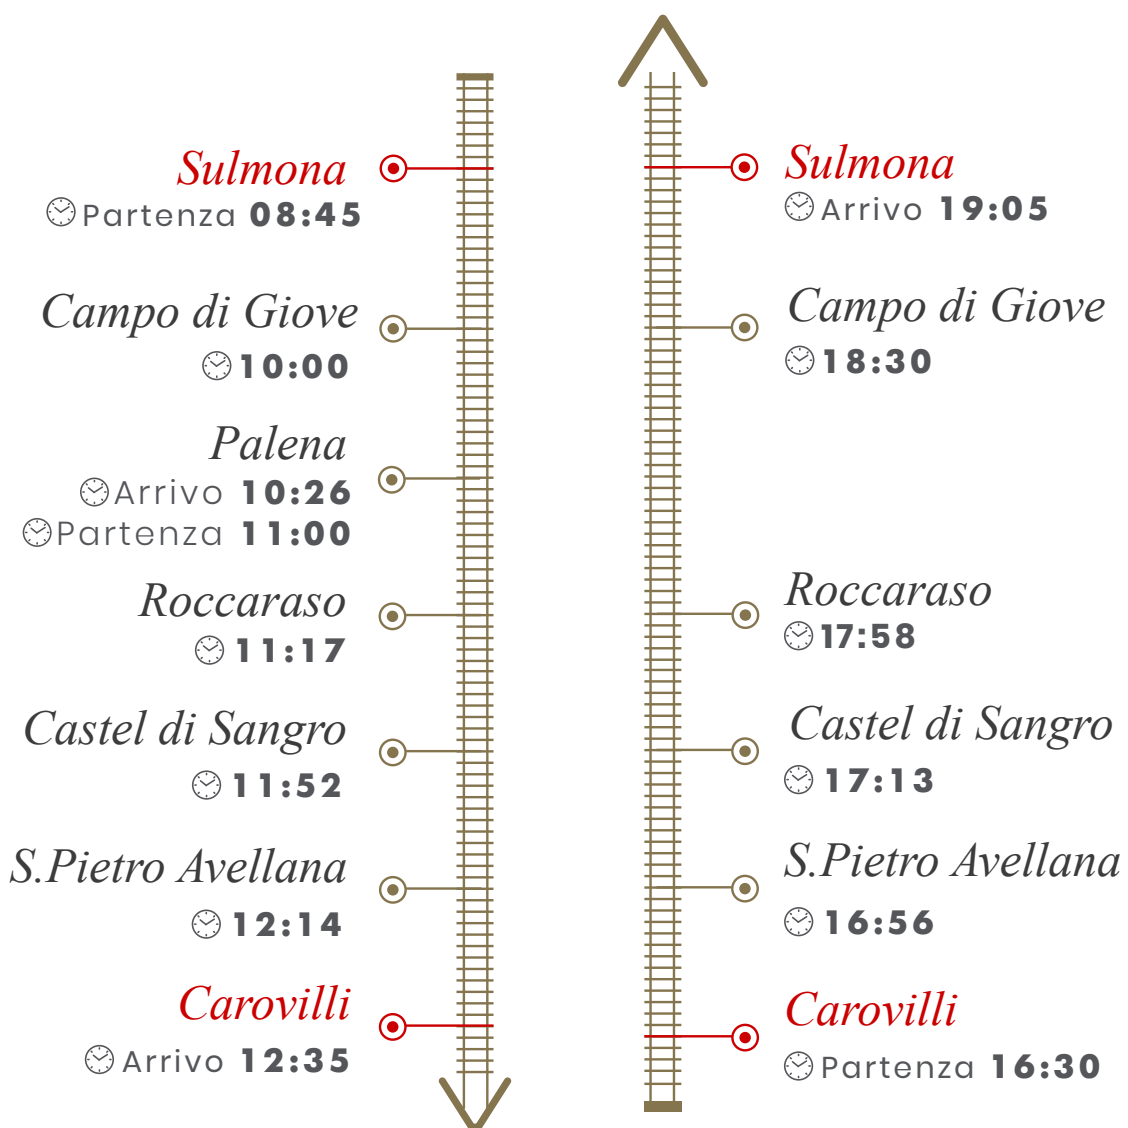 Sulmona
Partenza 08:45
Campo di Giove
10:00
Palena
Arrivo 10:26
Partenza 11:00
Roccaraso
11:17
Castel di Sangro
11:52
S.Pietro Avellana
12:14
Carovilli
Arrivo 12:35
Sulmona
Arrivo 19:05
Campo di Giove
18:30
Roccaraso
17:58
Castel di Sangro
17:13
S.Pietro Avellana
16:56
Carovilli
Partenza 16:30